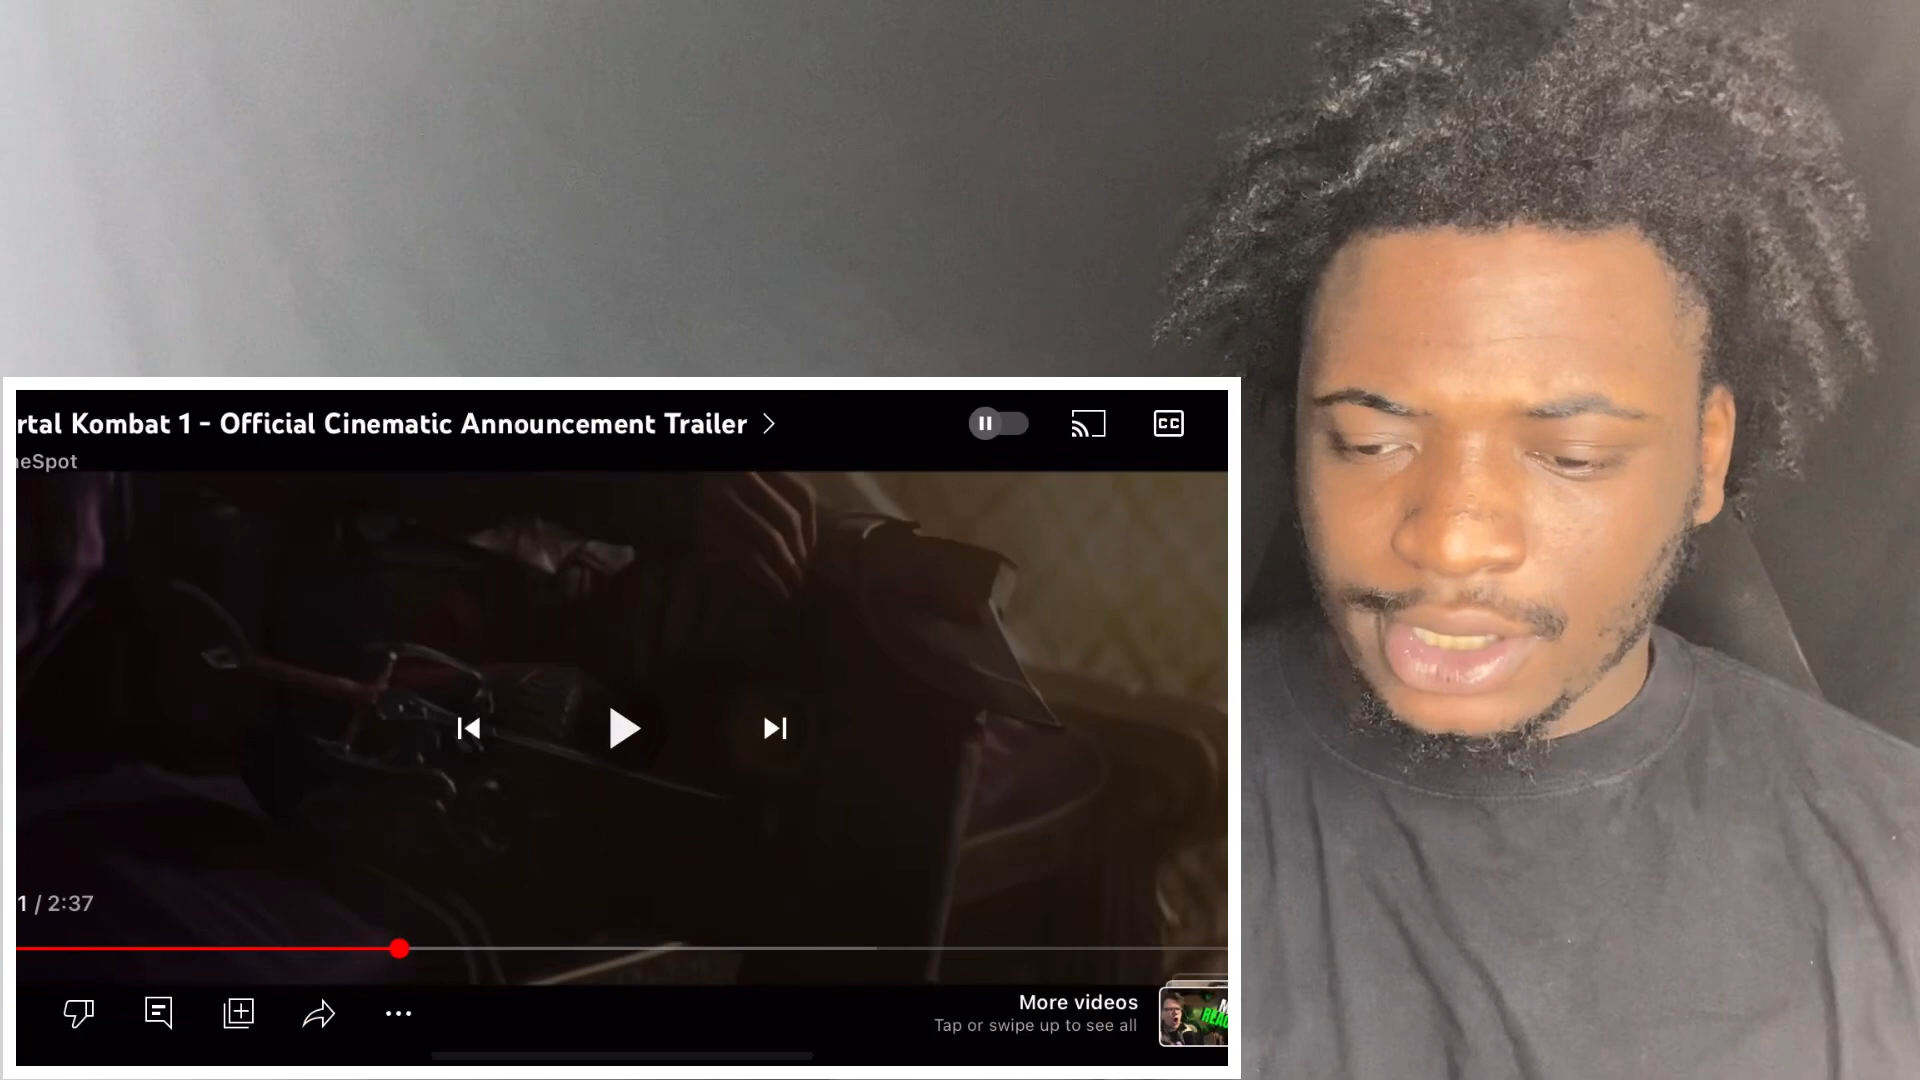 rtal Kombat 1 - Official Cinematic Announcement Trailer
eSpot
CC
1 / 2:37
More videos
Tap or swipe up to see all